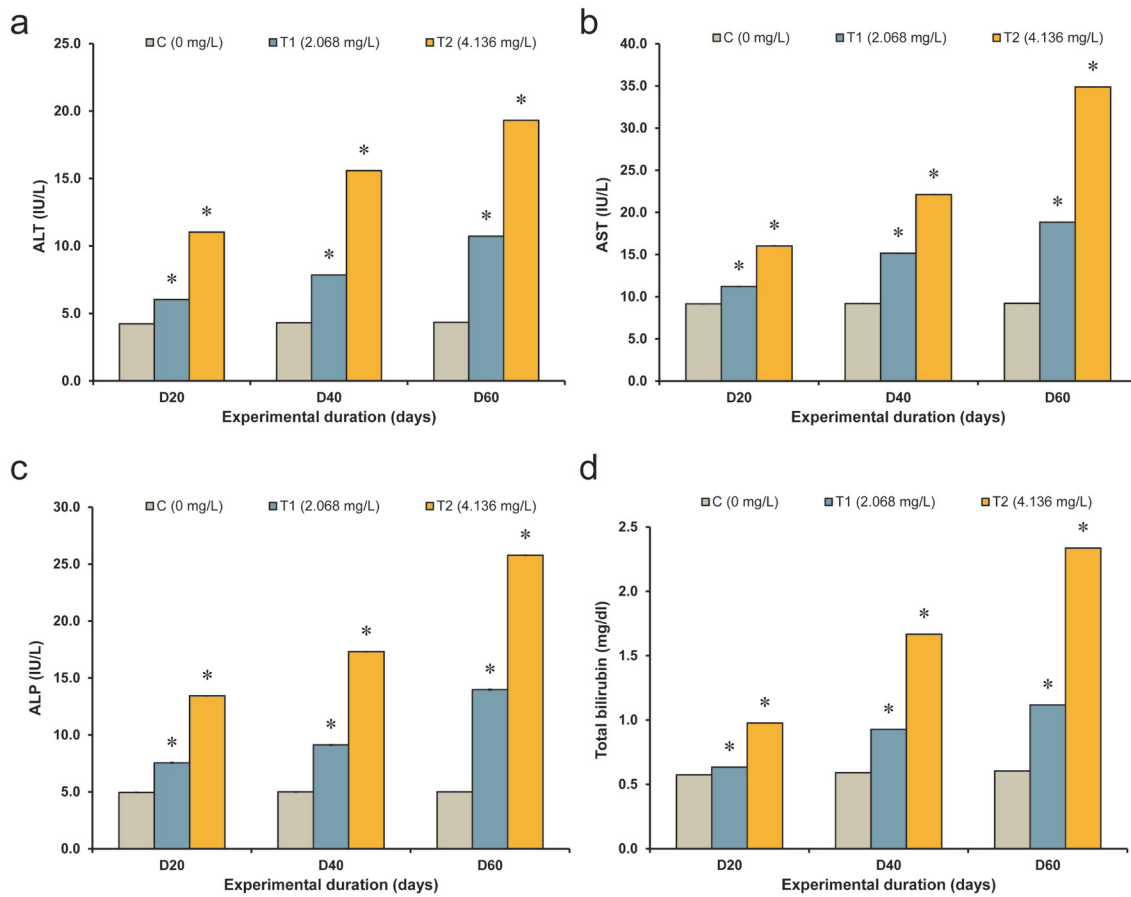 a
C (0 mg/L) T1 (2.068 mg/L) T2 (4.136 mg/L)
25.0
20.0
15.0
10.0
5.0
0.0
ALT (IU/L)
* * * * * *
D20 D40 D60
Experimental duration (days)
b
C (0 mg/L) T1 (2.068 mg/L) T2 (4.136 mg/L)
40.0
35.0
30.0
25.0
20.0
15.0
10.0
5.0
0.0
AST (IU/L)
* * * * * *
D20 D40 D60
Experimental duration (days)
c
C (0 mg/L) T1 (2.068 mg/L) T2 (4.136 mg/L)
30.0
25.0
20.0
15.0
10.0
5.0
0.0
ALP (IU/L)
* * * * * *
D20 D40 D60
Experimental duration (days)
d
C (0 mg/L) T1 (2.068 mg/L) T2 (4.136 mg/L)
2.5
2.0
1.5
1.0
0.5
0.0
Total bilirubin (mg/dl)
* * * * * *
D20 D40 D60
Experimental duration (days)